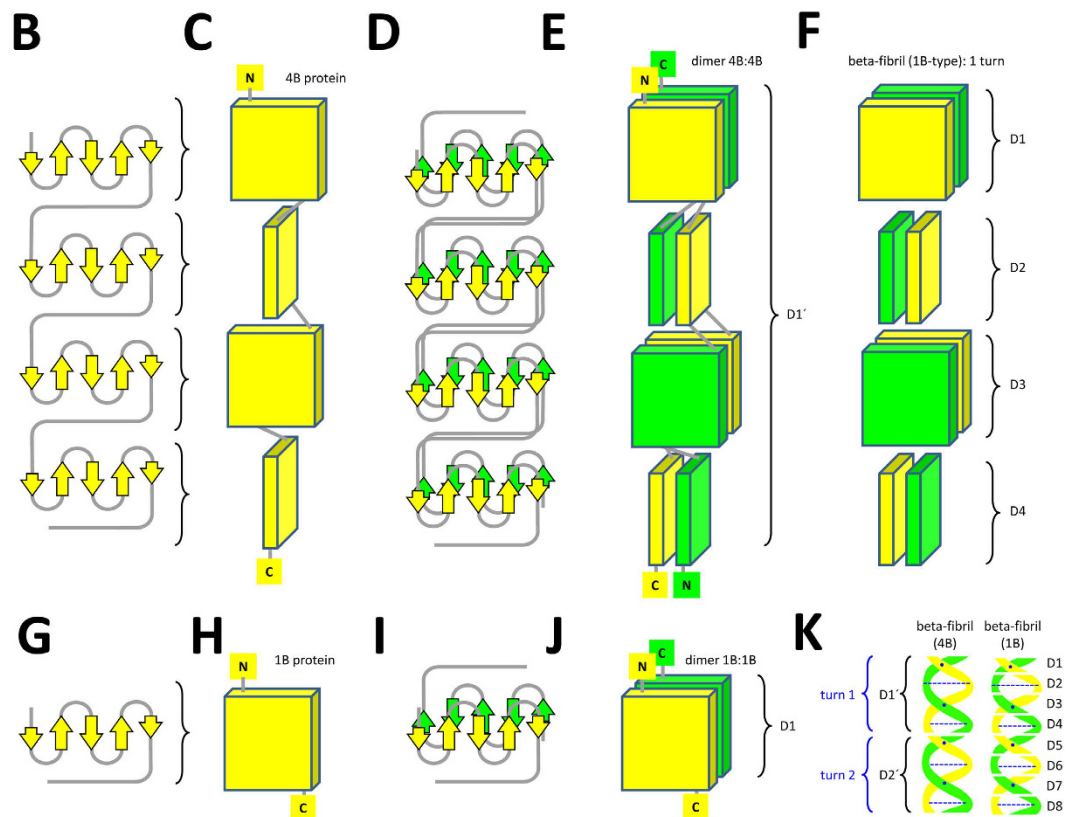 B
C
D
E
F
4B protein
dimer 4B:4B
beta-fibril (1B-type): 1 turn
N
C
N
D1
D2
D1´
D3
D4
C
C
N
G
H
I
J
K
1B protein
dimer 1B:1B
beta-fibril
(4B)
beta-fibril
(1B)
N
C
N
D1
C
C
turn 1
D1´
turn 2
D2´
D1
D2
D3
D4
D5
D6
D7
D8